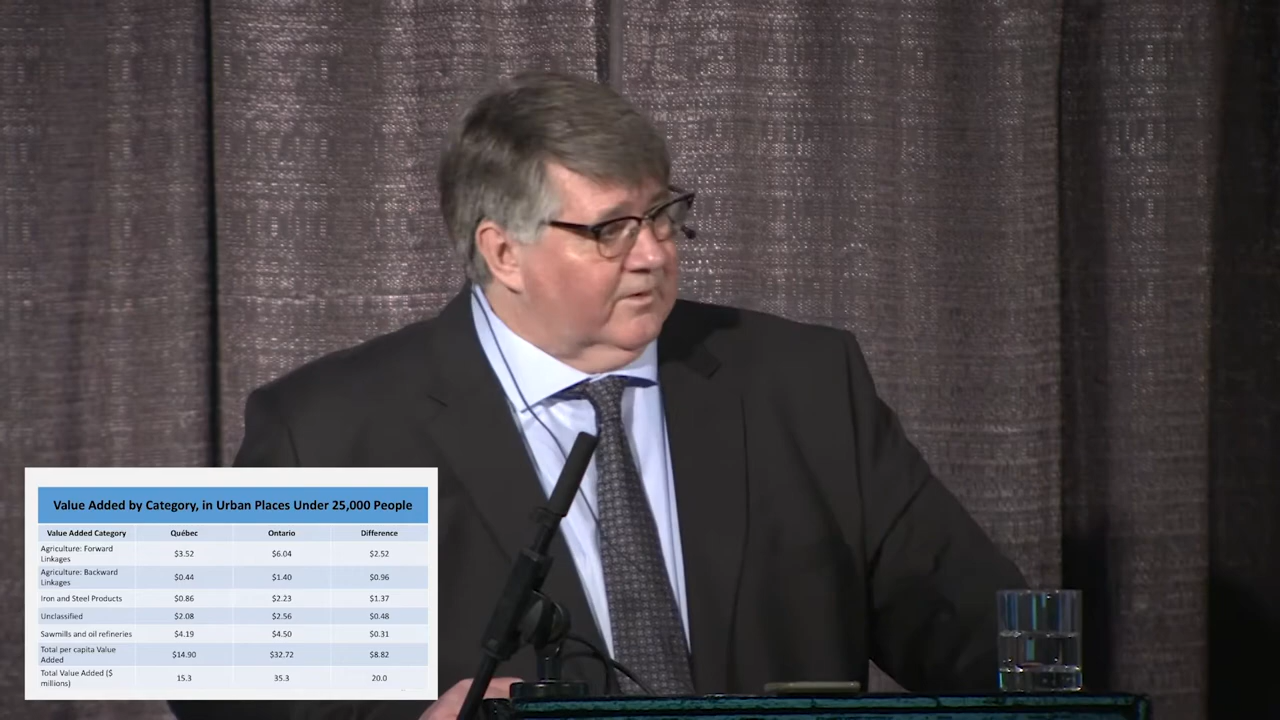 Value Added by Category, in Urban Places Under 25,000 People
Value Added Category Québec Ontario Difference
Agriculture: Forward
Linkages $3.52 $6.04 $2.52
Agriculture: Backward
Linkages $0.44 $1.40 $0.96
Iron and Steel Products $0.86 $2.23 $1.37
Unclassified $2.08 $2.56 $0.48
Sawmills and oil refineries $4.19 $4.50 $0.31
Total per capita Value
Added $14.90 $32.72 $8.82
Total Value Added ($
millions) 15.3 35.3 20.0